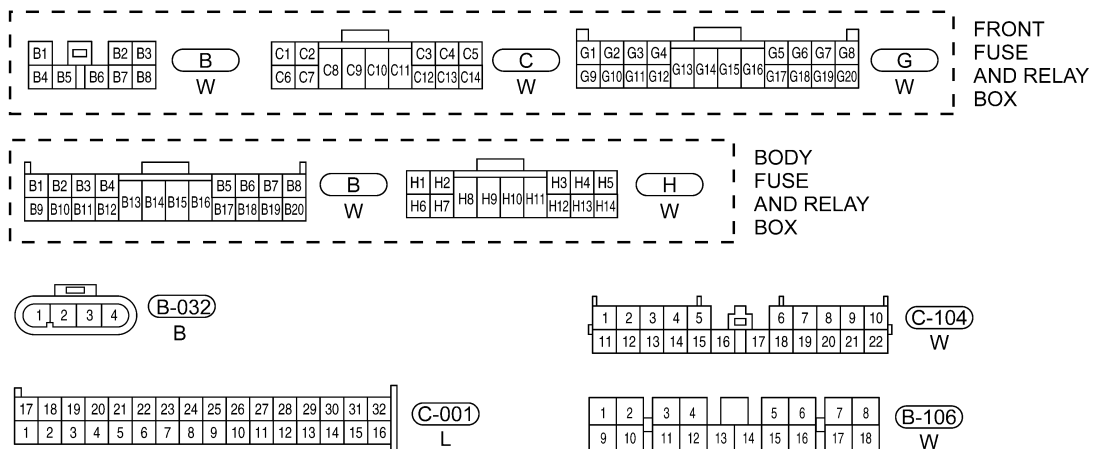 B1 B2 B3
B4 B5 B6 B7 B8
B
W
C1 C2 C3 C4 C5
C6 C7 C8 C9 C10 C11 C12 C13 C14
C
W
G1 G2 G3 G4 G5 G6 G7 G8
G9 G10 G11 G12 G13 G14 G15 G16 G17 G18 G19 G20
G
W
FRONT
FUSE
AND RELAY
BOX
B1 B2 B3 B4 B5 B6 B7 B8
B9 B10 B11 B12 B13 B14 B15 B16 B17 B18 B19 B20
B
W
H1 H2 H3 H4 H5
H6 H7 H8 H9 H10 H11 H12 H13 H14
H
W
BODY
FUSE
AND RELAY
BOX
1 2 3 4
B-032
B
1 2 3 4 5 6 7 8 9 10
11 12 13 14 15 16 17 18 19 20 21 22
C-104
W
17 18 19 20 21 22 23 24 25 26 27 28 29 30 31 32
1 2 3 4 5 6 7 8 9 10 11 12 13 14 15 16
C-001
L
1 2 3 4 5 6 7 8
9 10 11 12 13 14 15 16 17 18
B-106
W